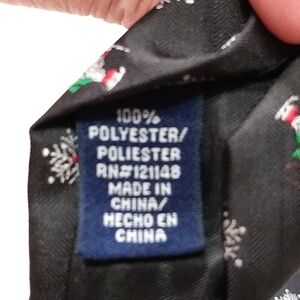 100%
POLYESTER/
POLIESTER
RN#121148
MADE IN
CHINA/
HECHO EN
CHINA